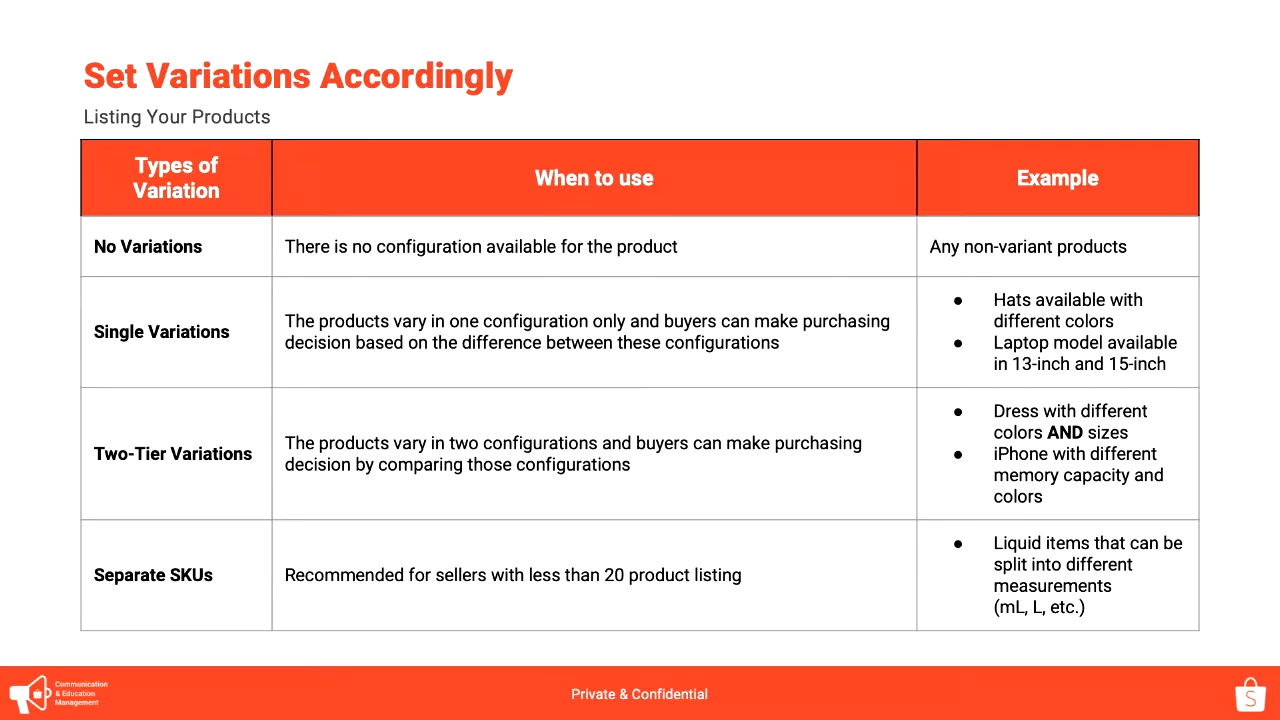 Set Variations Accordingly
Listing Your Products
Types of
Variation
When to use
Example
No Variations
There is no configuration available for the product
Any non-variant products
Single Variations
The products vary in one configuration only and buyers can make purchasing
decision based on the difference between these configurations
● Hats available with
different colors
● Laptop model available
in 13-inch and 15-inch
Two-Tier Variations
The products vary in two configurations and buyers can make purchasing
decision by comparing those configurations
● Dress with different
colors AND sizes
● iPhone with different
memory capacity and
colors
Separate SKUs
Recommended for sellers with less than 20 product listing
● Liquid items that can be
split into different
measurements
(mL, L, etc.)
Communication
& Education
Management
Private & Confidential
S